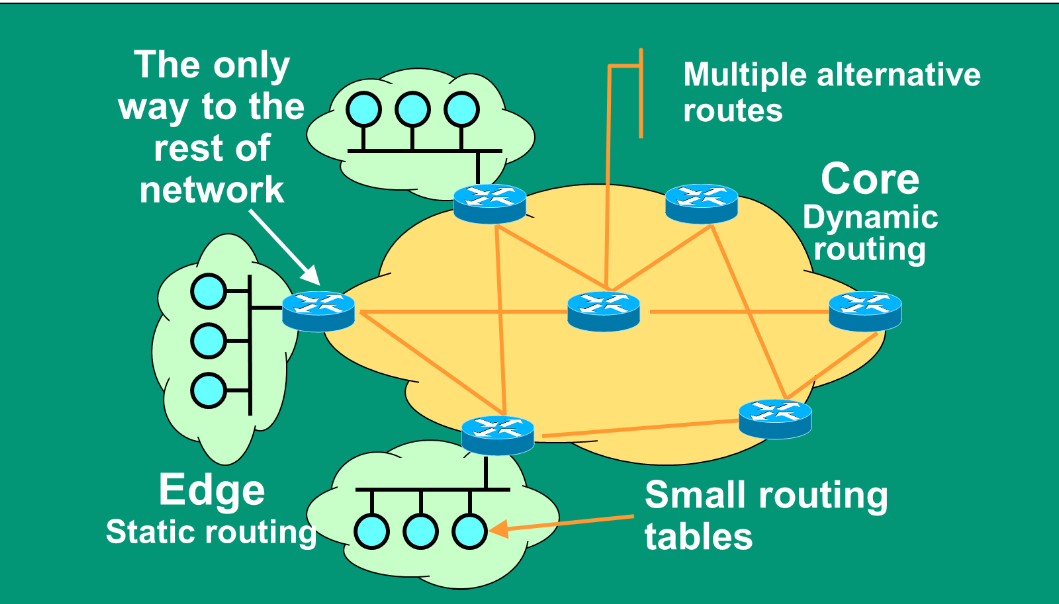 The only
way to the
rest of
network
Multiple alternative
routes
Core
Dynamic
routing
Edge
Static routing
Small routing
tables